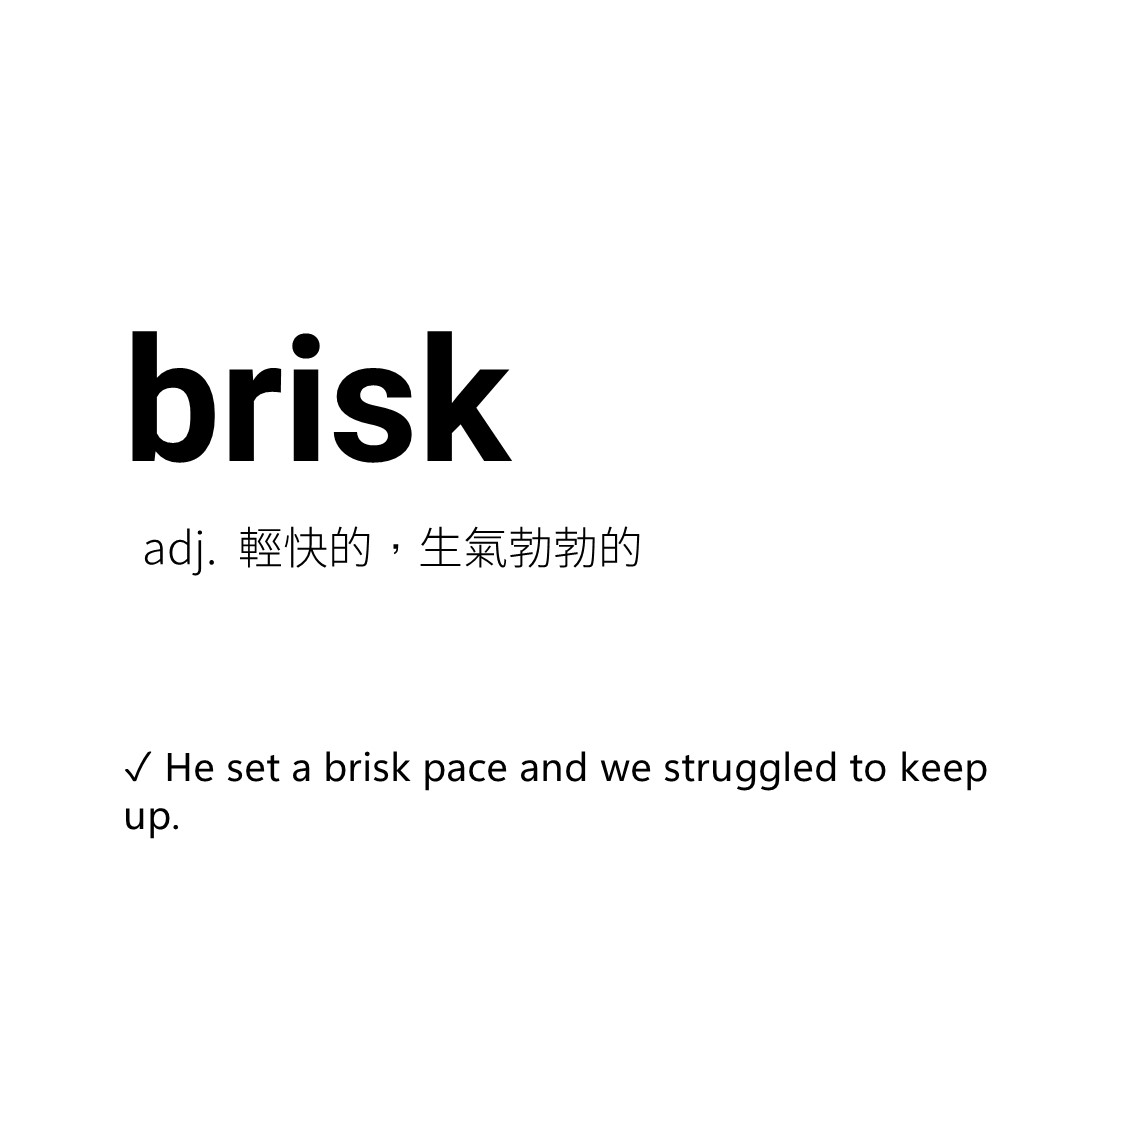 brisk
adj. 輕快的，生氣勃勃的
✓ He set a brisk pace and we struggled to keep
up.